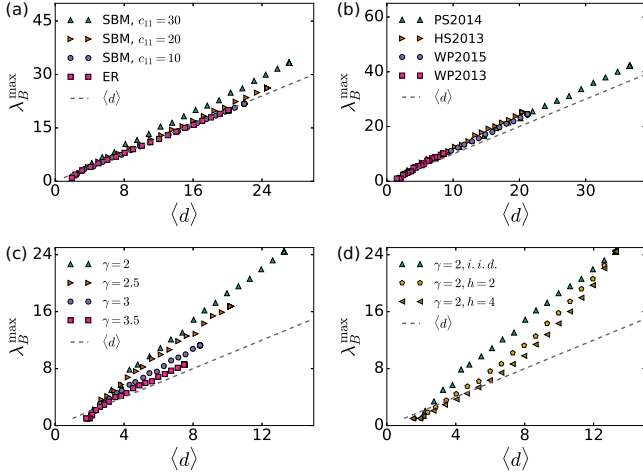 (a)
SBM, c₁₁ = 30
SBM, c₁₁ = 20
SBM, c₁₁ = 10
ER
⟨d⟩
45
30
15
0
0 8 16 24
λ_B^max
⟨d⟩
(b)
PS2014
HS2013
WP2015
WP2013
⟨d⟩
60
40
20
0
0 10 20 30
λ_B^max
⟨d⟩
(c)
γ = 2
γ = 2.5
γ = 3
γ = 3.5
⟨d⟩
24
16
8
0
0 4 8 12
λ_B^max
⟨d⟩
(d)
γ = 2, i.i.d.
γ = 2, h = 2
γ = 2, h = 4
⟨d⟩
24
16
8
0
0 4 8 12
λ_B^max
⟨d⟩